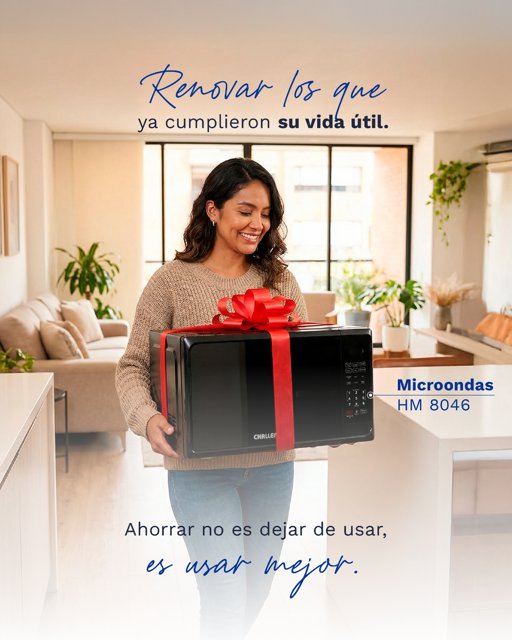 Renovar los que
ya cumplieron su vida útil.
Microondas
HM 8046
Ahorrar no es dejar de usar,
es usar mejor.